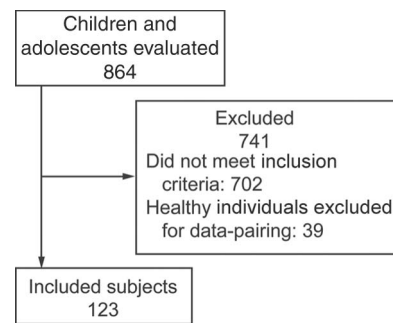 Children and
adolescents evaluated
864
Excluded
741
Did not meet inclusion
criteria: 702
Healthy individuals excluded
for data-pairing: 39
Included subjects
123